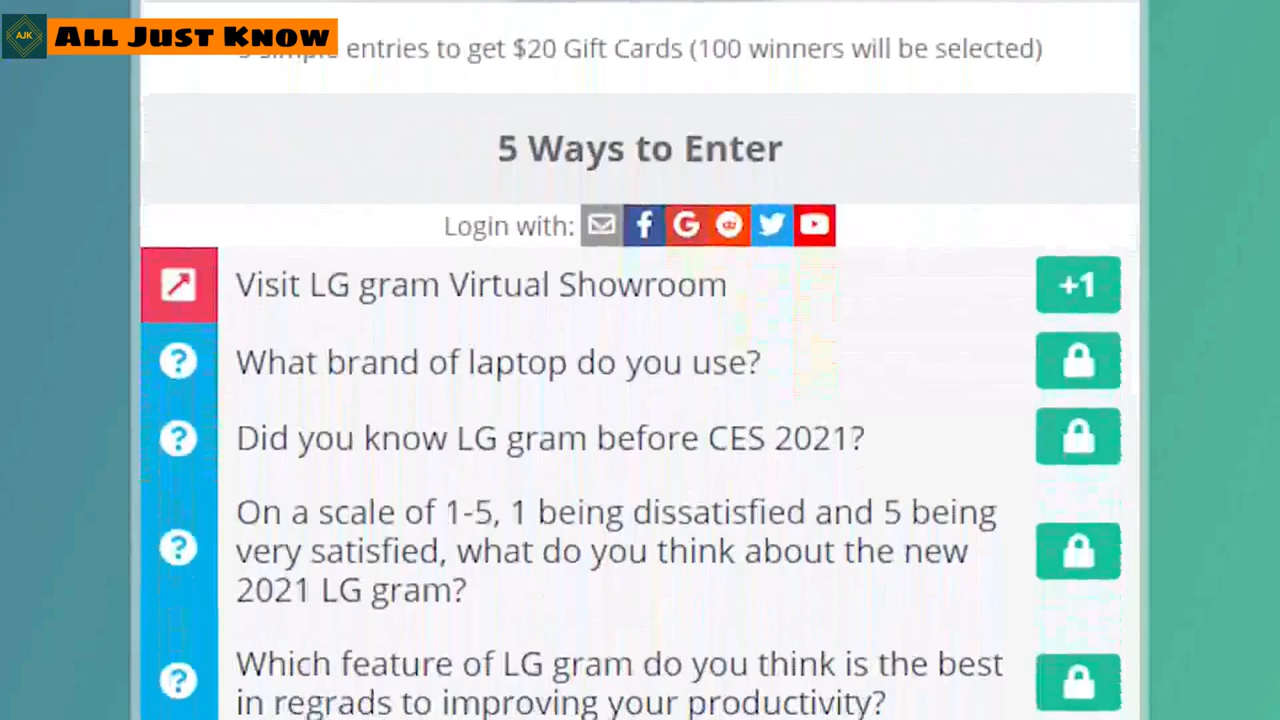 AJK
All Just Know
entries to get $20 Gift Cards (100 winners will be selected)
5 Ways to Enter
Login with:
Visit LG gram Virtual Showroom
+1
What brand of laptop do you use?
Did you know LG gram before CES 2021?
On a scale of 1-5, 1 being dissatisfied and 5 being
very satisfied, what do you think about the new
2021 LG gram?
Which feature of LG gram do you think is the best
in regrads to improving your productivity?